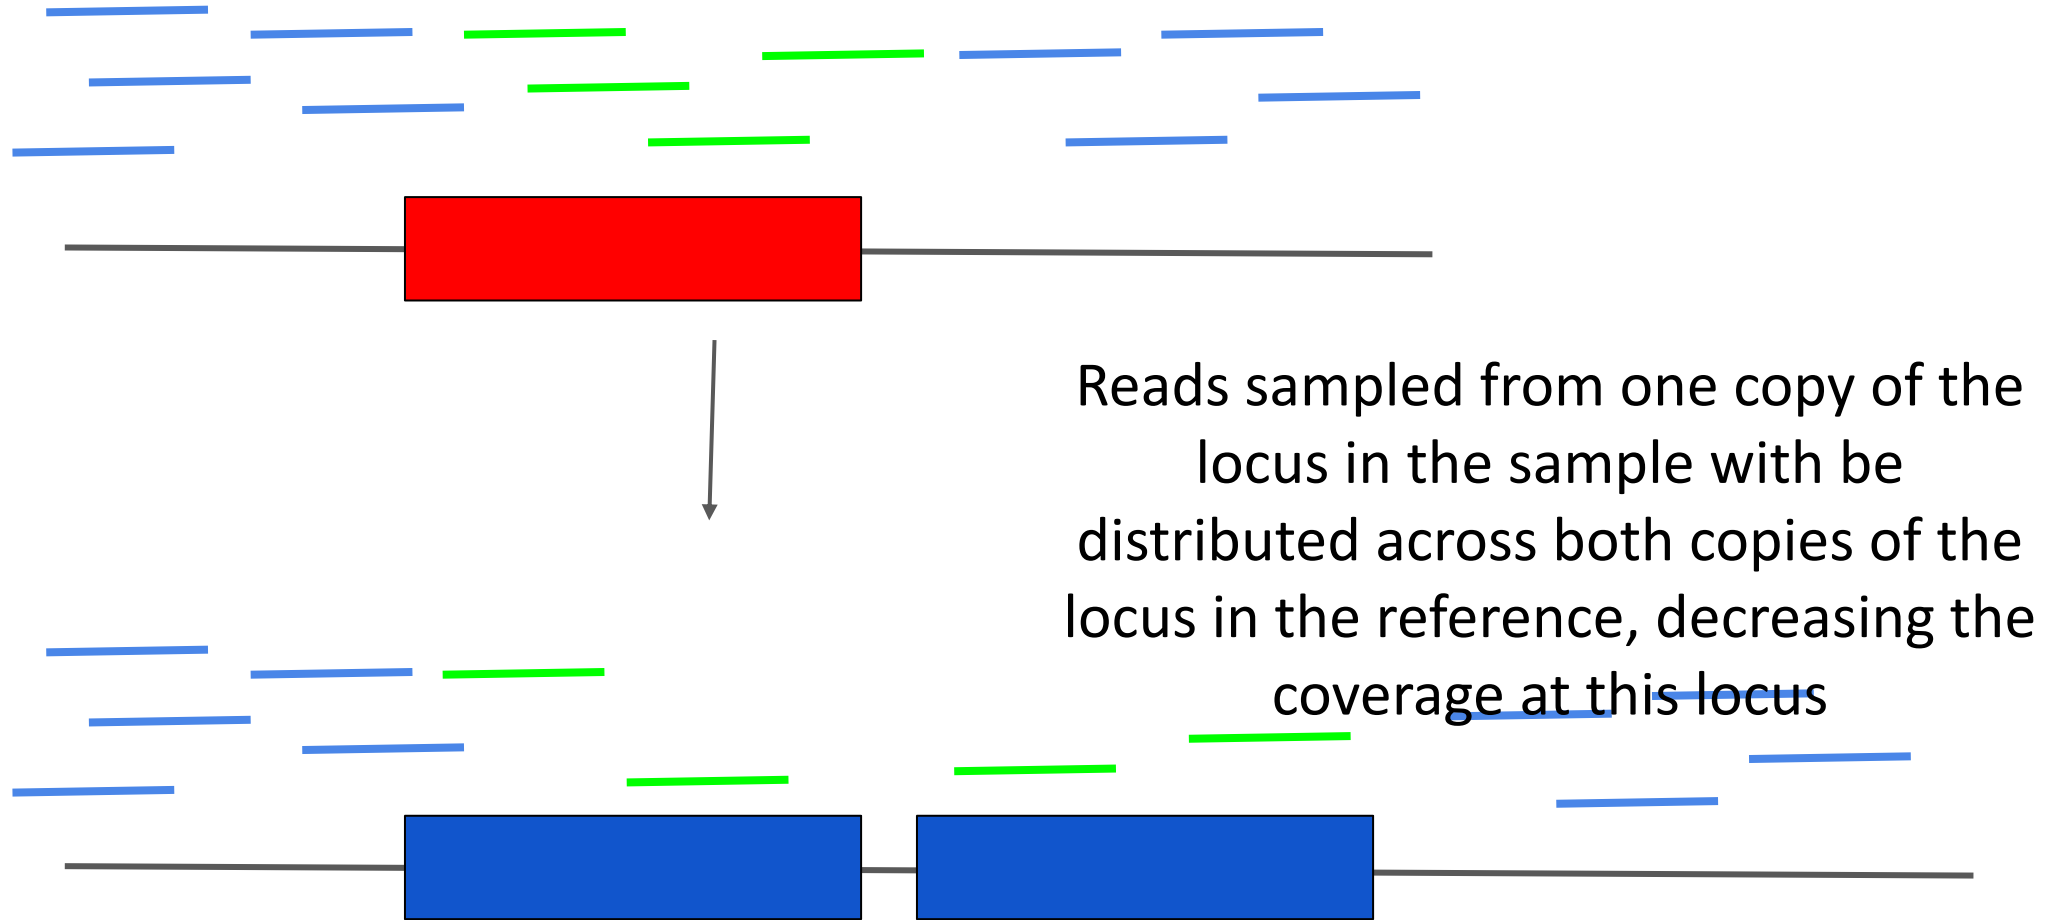 Reads sampled from one copy of the
locus in the sample with be
distributed across both copies of the
locus in the reference, decreasing the
coverage at this locus